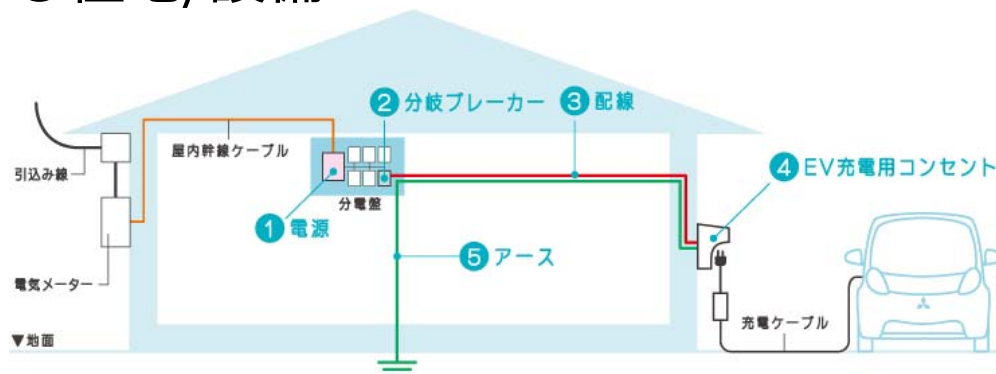 ②分岐ブレーカー
③配線
屋内幹線ケーブル
引込み線
④EV充電用コンセント
分電盤
①電源
⑤アース
電気メーター
充電ケーブル
▼地面